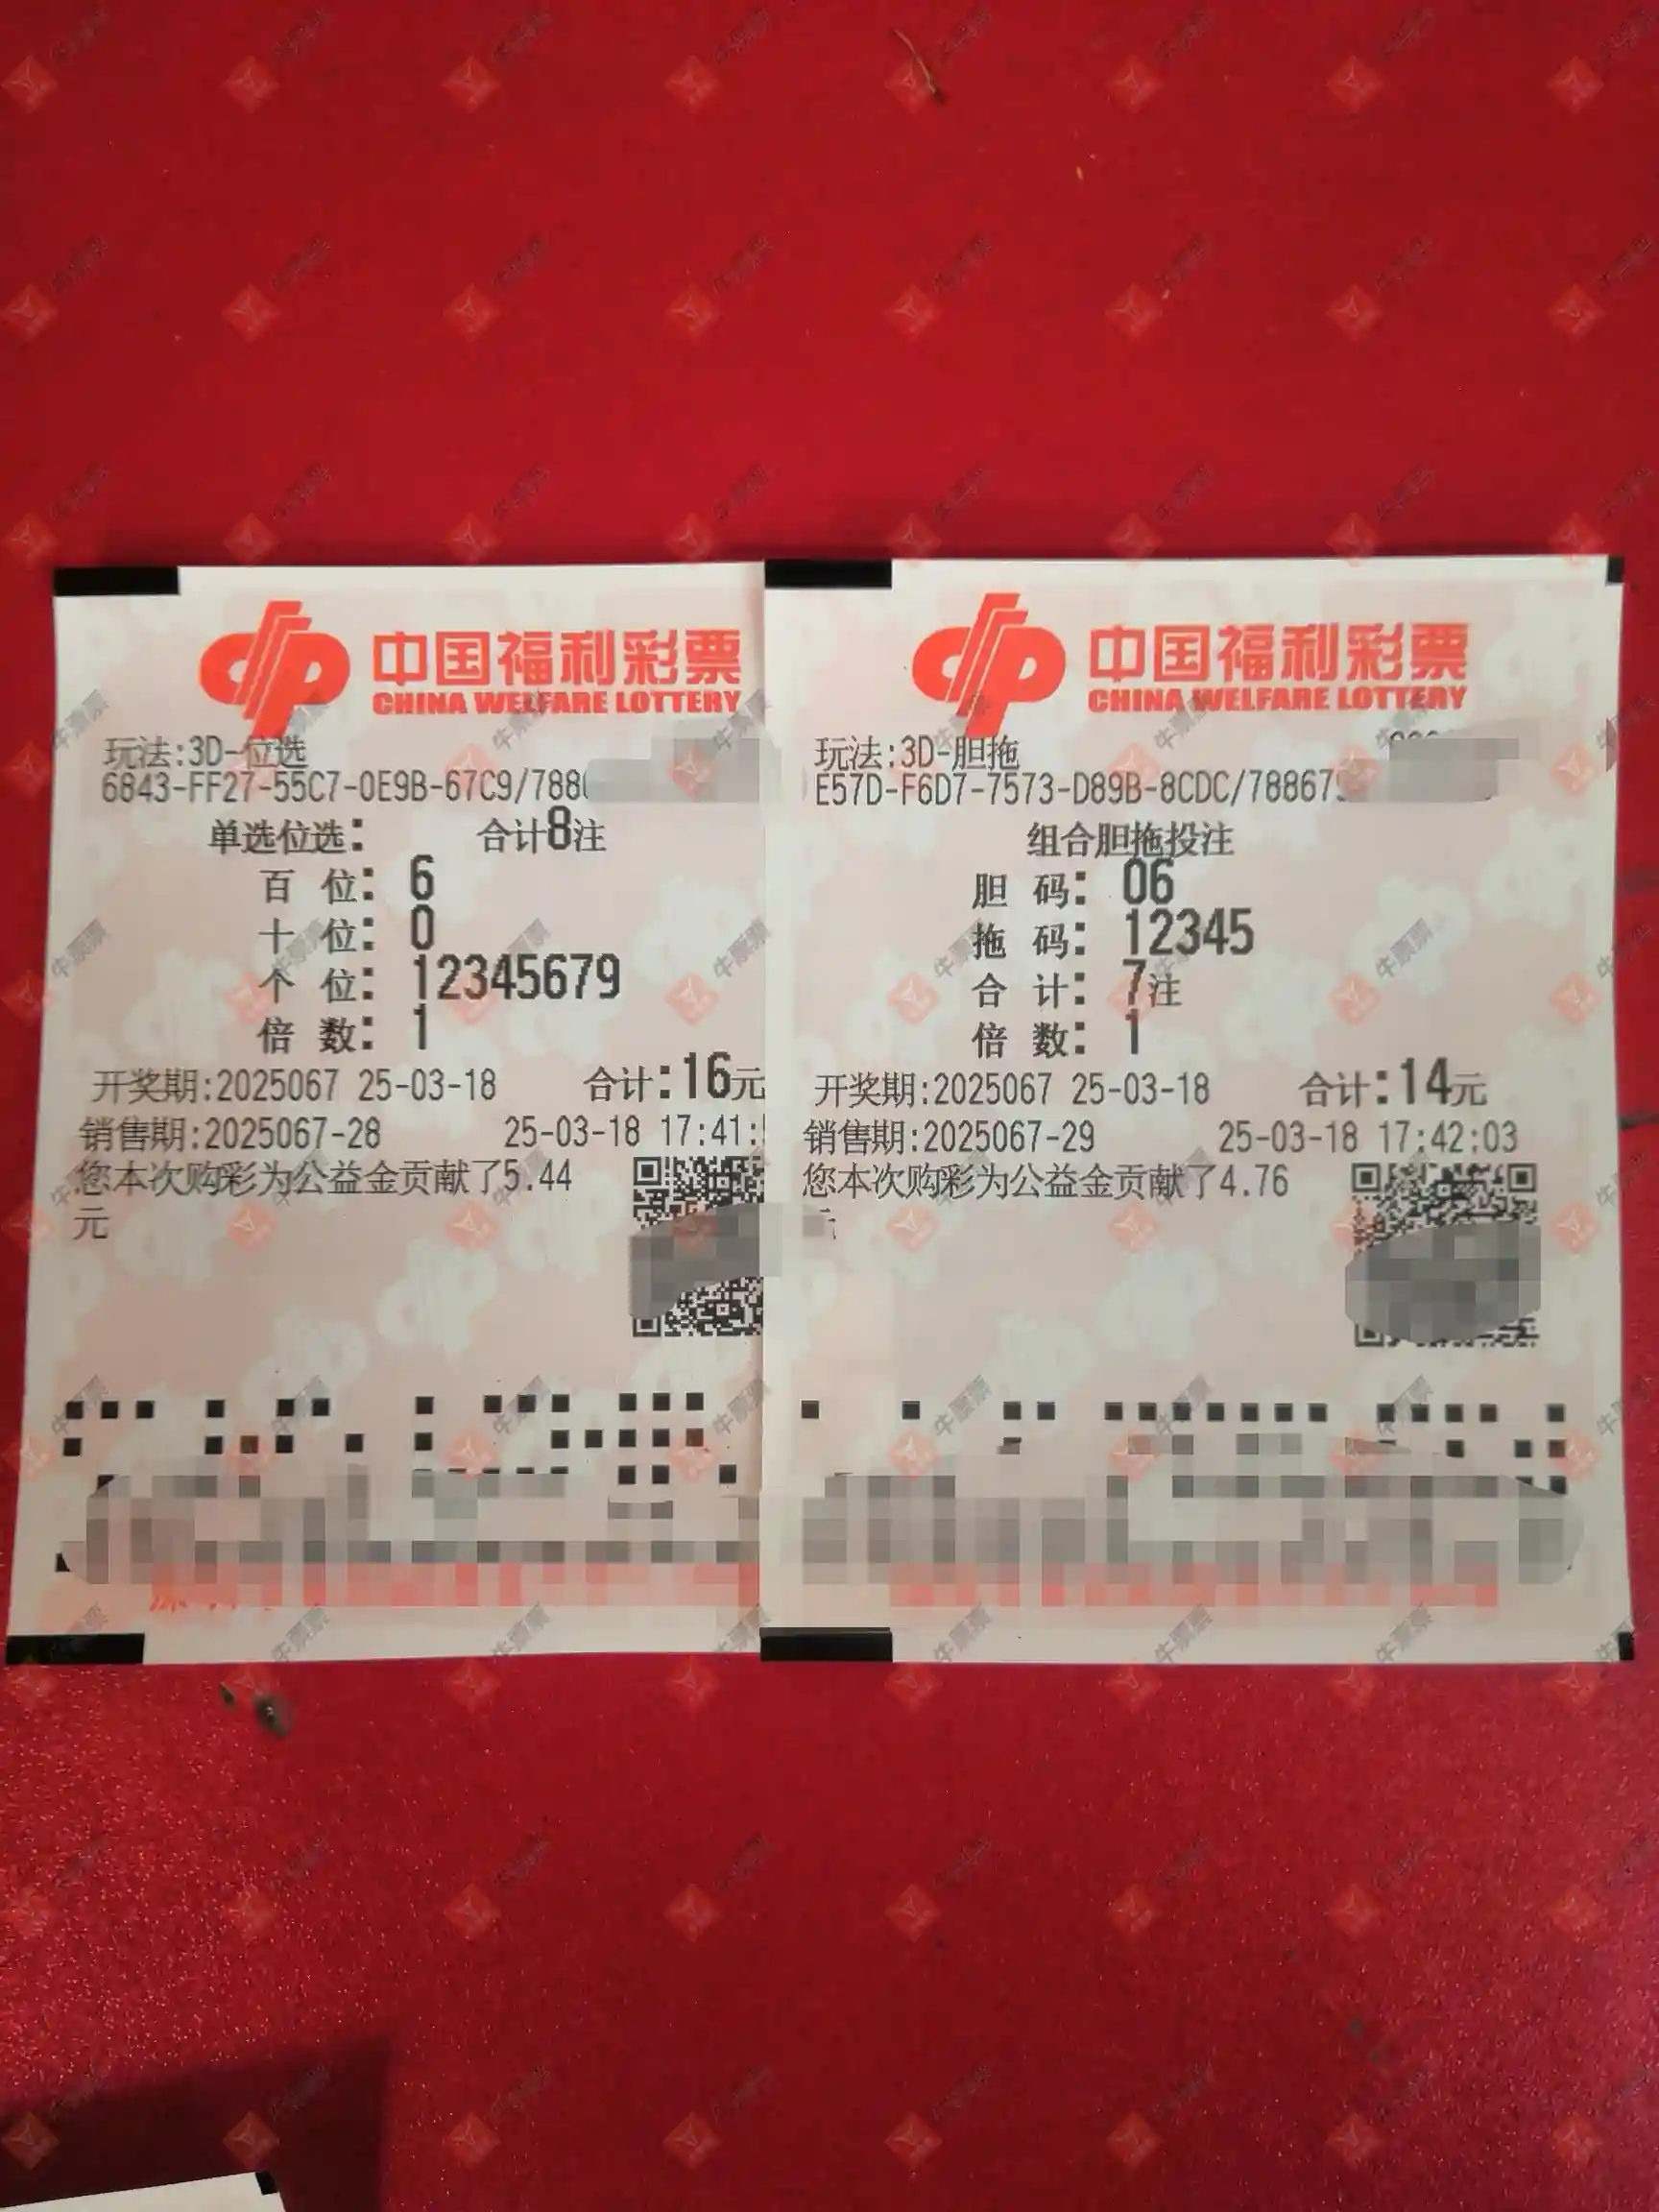 中国福利彩票
CHINA WELFARE LOTTERY
玩法:3D-位选
6843-FF27-55C7-0E9B-67C9/788
单选位选: 合计8注
百 位: 6
十 位: 0
个 位: 12345679
倍 数: 1
开奖期:2025067 25-03-18 合计:16元
销售期:2025067-28 25-03-18 17:41:
您本次购彩为公益金贡献了5.44
元
中国福利彩票
CHINA WELFARE LOTTERY
玩法:3D-胆拖
E57D-F6D7-7573-D89B-8CDC/78867
组合胆拖投注
胆 码: 06
拖 码: 12345
合 计: 7注
倍 数: 1
开奖期:2025067 25-03-18 合计:14元
销售期:2025067-29 25-03-18 17:42:03
您本次购彩为公益金贡献了4.76
牛票票